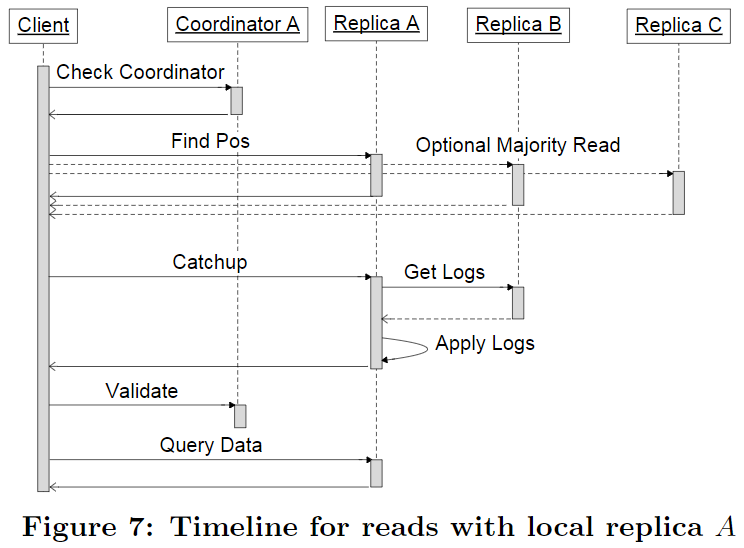 Client
Coordinator A
Replica A
Replica B
Replica C
Check Coordinator
Find Pos
Optional Majority Read
Catchup
Get Logs
Apply Logs
Validate
Query Data
Figure 7: Timeline for reads with local replica A